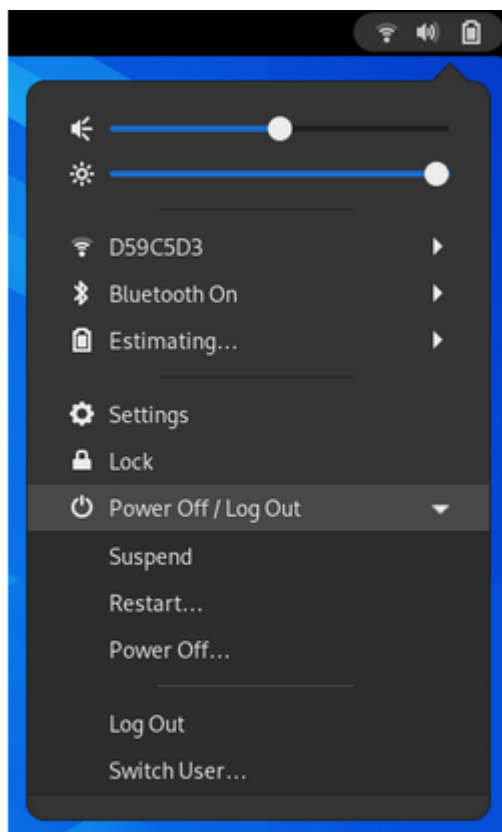 D59C5D3
Bluetooth On
Estimating...
Settings
Lock
Power Off / Log Out
Suspend
Restart...
Power Off...
Log Out
Switch User...